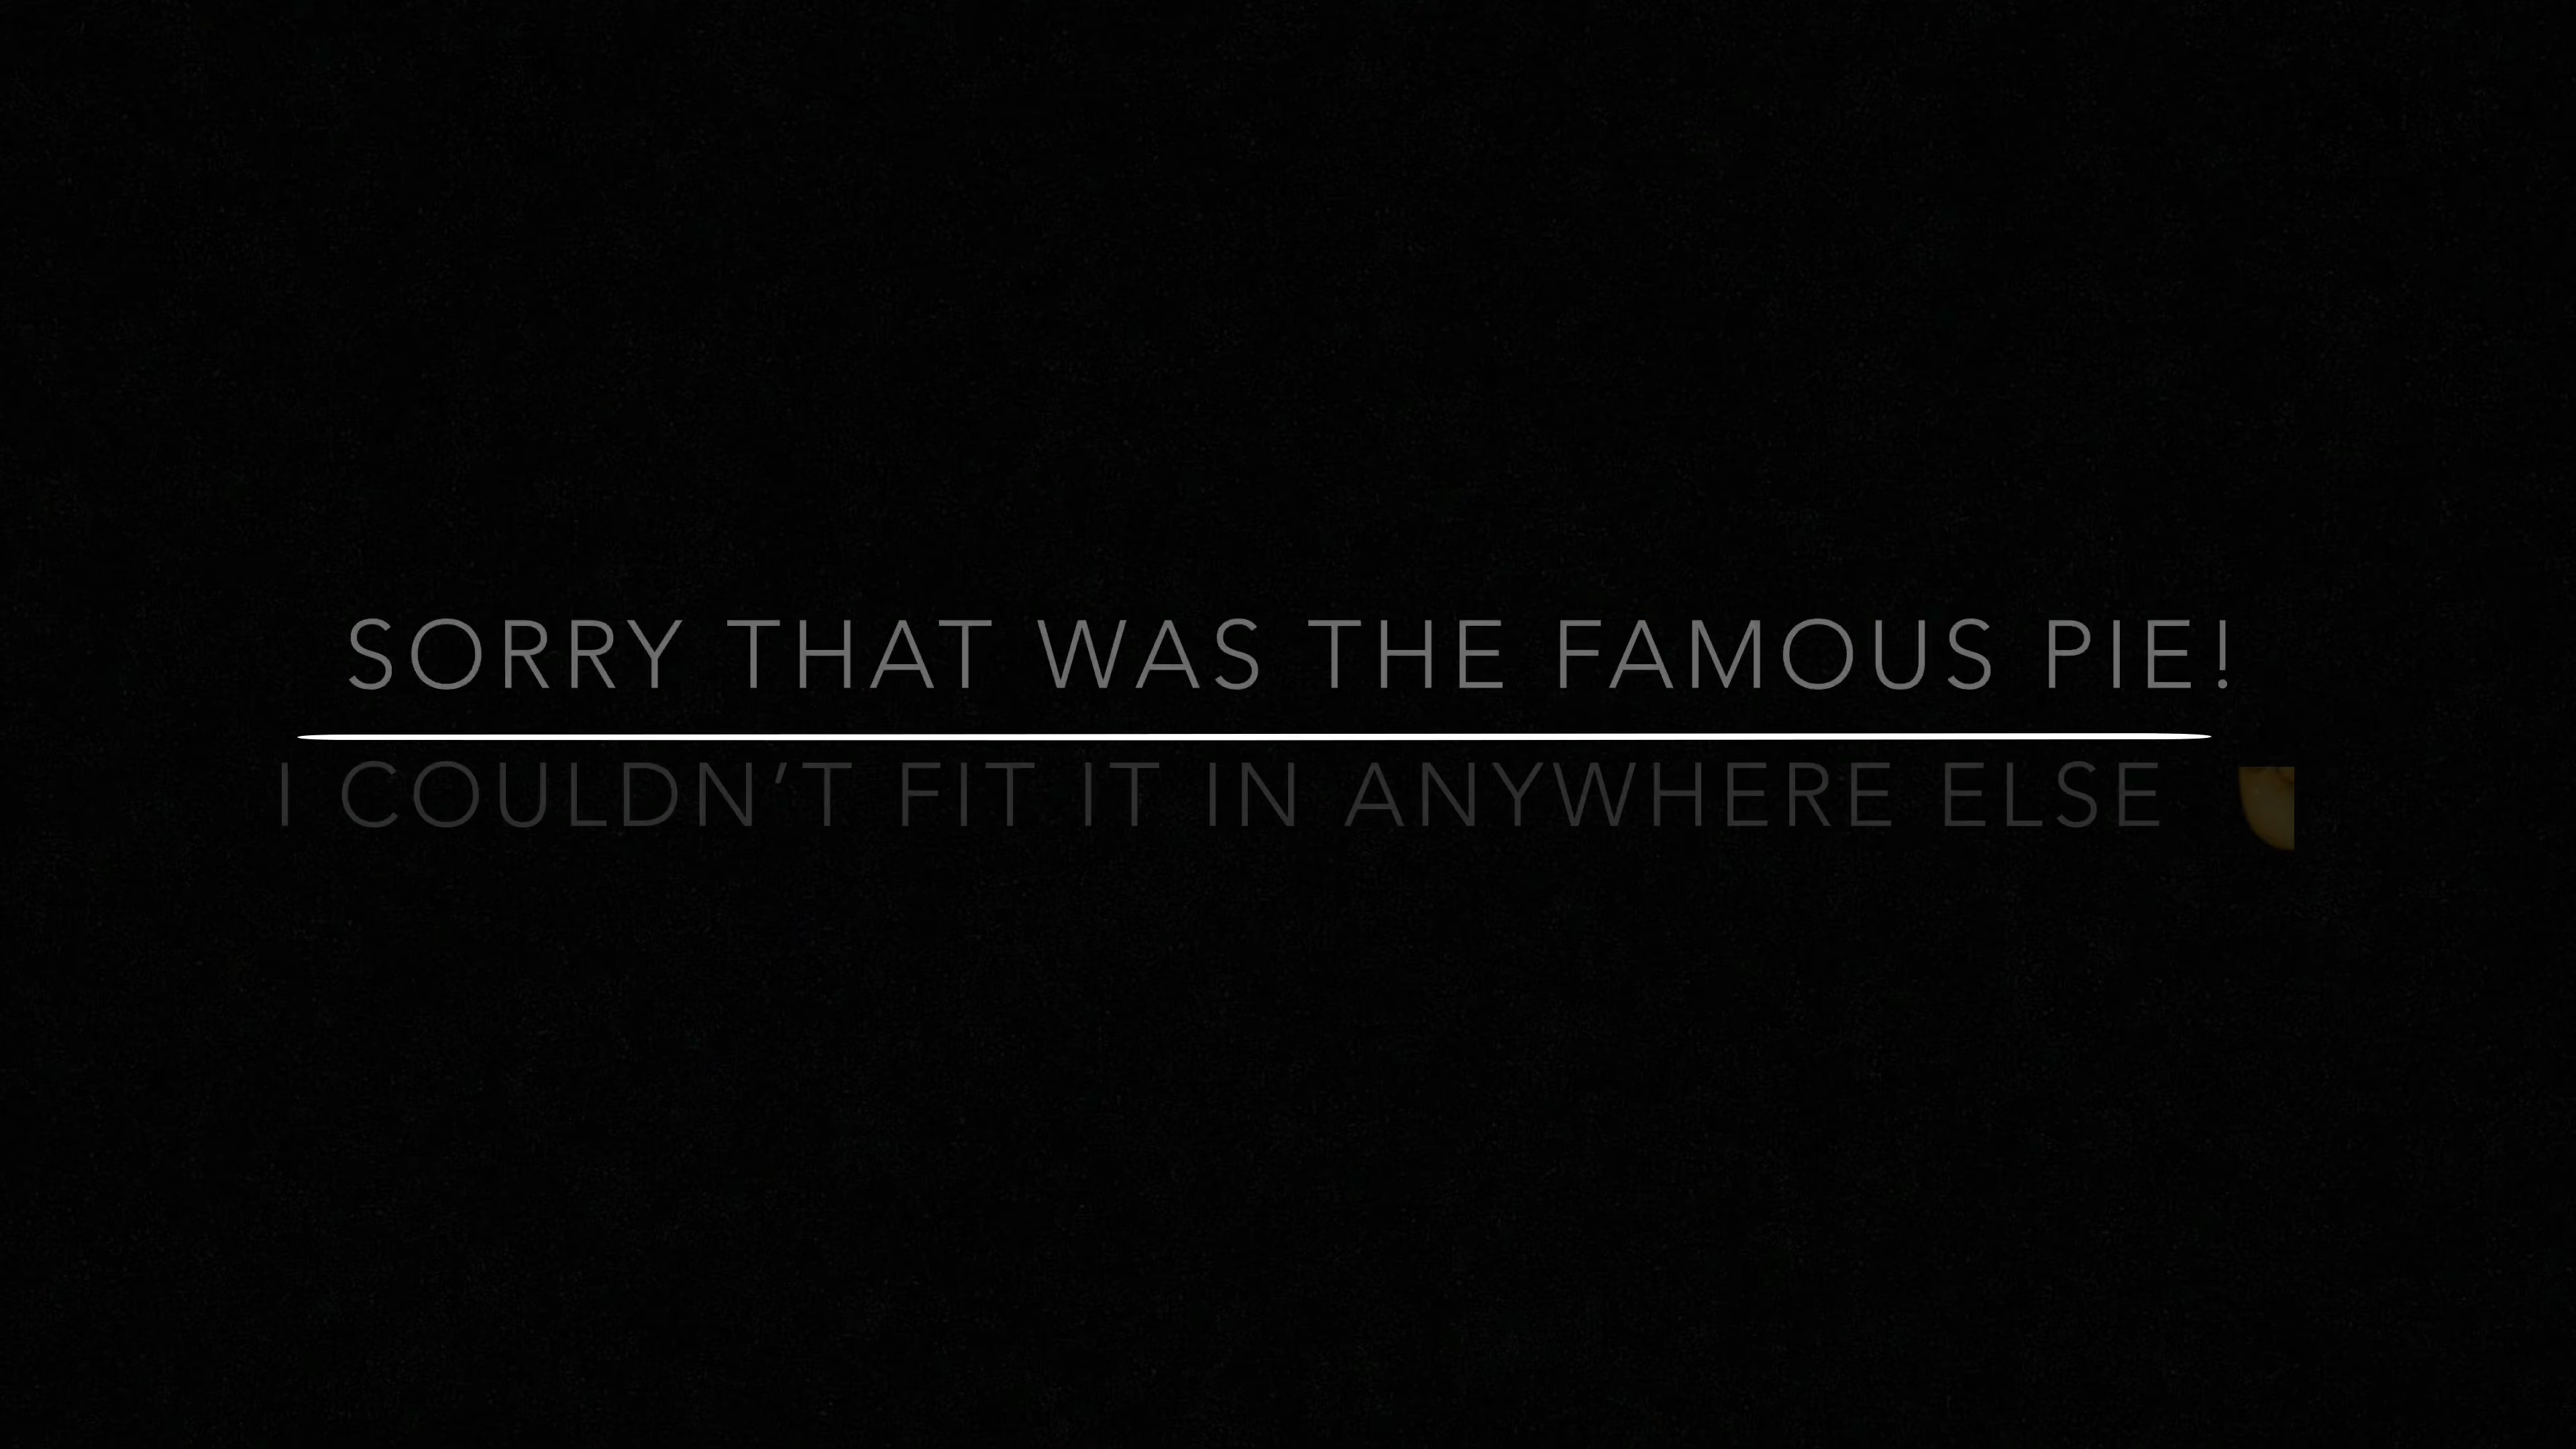 SORRY THAT WAS THE FAMOUS PIE!
I COULDN’T FIT IT IN ANYWHERE ELSE